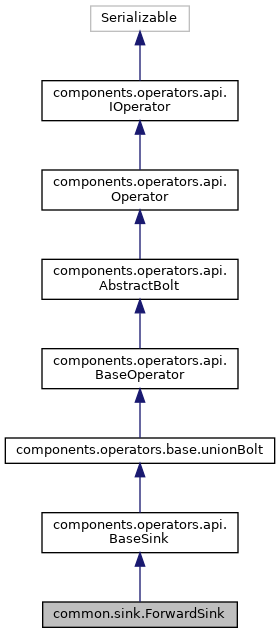 Serializable
components.operators.api.
IOperator
components.operators.api.
Operator
components.operators.api.
AbstractBolt
components.operators.api.
BaseOperator
components.operators.base.unionBolt
components.operators.api.
BaseSink
common.sink.ForwardSink